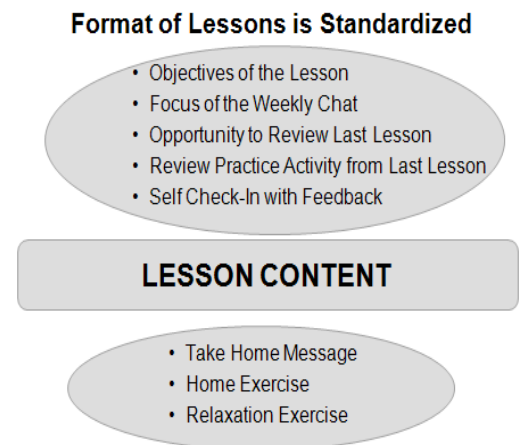 Format of Lessons is Standardized
• Objectives of the Lesson
• Focus of the Weekly Chat
• Opportunity to Review Last Lesson
• Review Practice Activity from Last Lesson
• Self Check-In with Feedback
LESSON CONTENT
• Take Home Message
• Home Exercise
• Relaxation Exercise